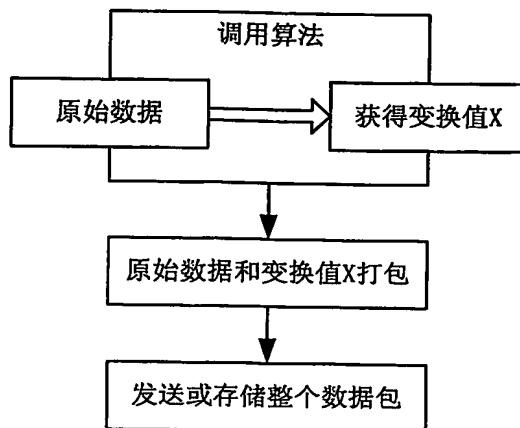 调用算法
原始数据
获得变换值X
原始数据和变换值X打包
发送或存储整个数据包